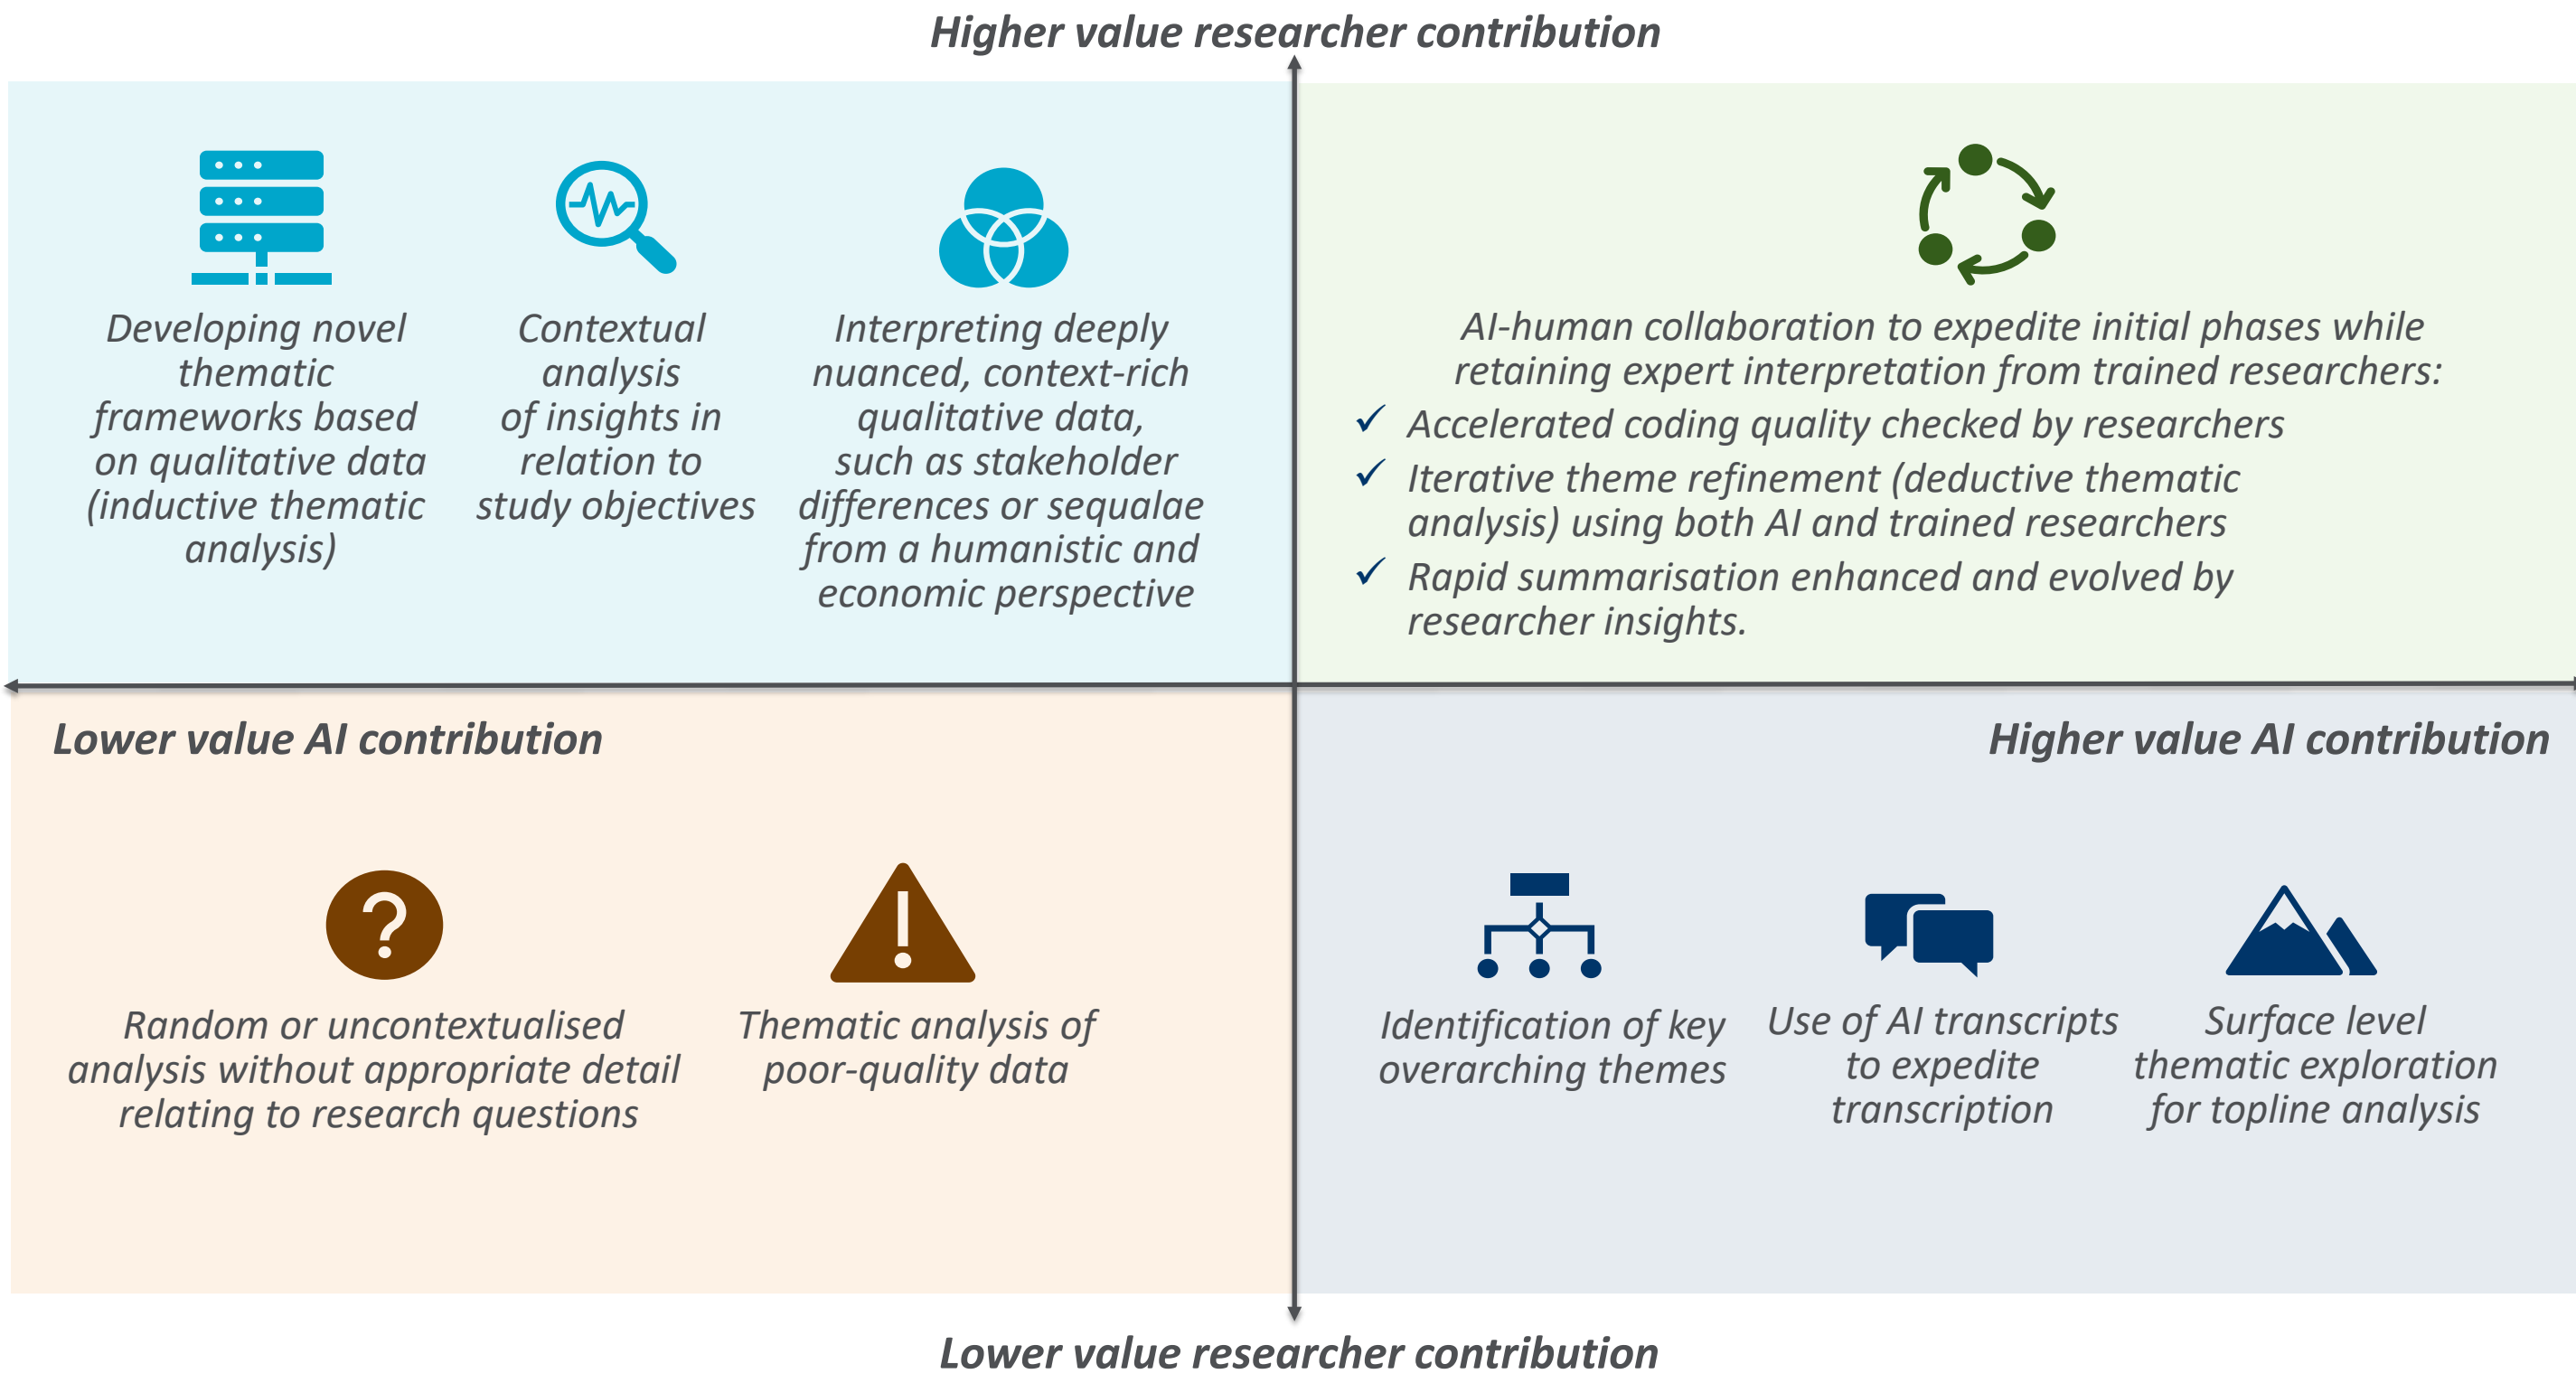 Higher value researcher contribution
Developing novel
thematic
frameworks based
on qualitative data
(inductive thematic
analysis)
Contextual
analysis
of insights in
relation to
study objectives
Interpreting deeply
nuanced, context-rich
qualitative data,
such as stakeholder
differences or sequalae
from a humanistic and
economic perspective
AI-human collaboration to expedite initial phases while
retaining expert interpretation from trained researchers:
✓ Accelerated coding quality checked by researchers
✓ Iterative theme refinement (deductive thematic
analysis) using both AI and trained researchers
✓ Rapid summarisation enhanced and evolved by
researcher insights.
Lower value AI contribution
Higher value AI contribution
Random or uncontextualised
analysis without appropriate detail
relating to research questions
Thematic analysis of
poor-quality data
Identification of key
overarching themes
Use of AI transcripts
to expedite
transcription
Surface level
thematic exploration
for topline analysis
Lower value researcher contribution